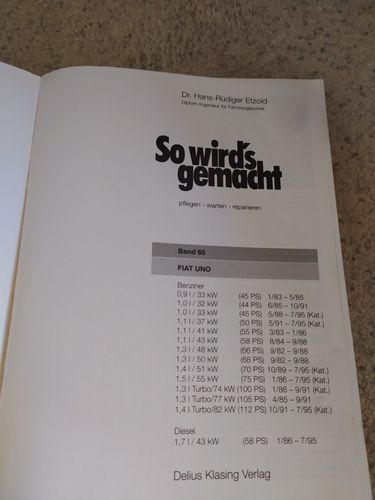 Dr. Hans-Rüdiger Etzold
Diplom-Ingenieur für Fahrzeugtechnik
So wird's
gemacht
pflegen - warten - reparieren
Band 65
FIAT UNO
Benziner
0,9 l / 33 kW (45 PS) 1/83 – 5/85
1,0 l / 32 kW (44 PS) 6/85 – 10/91
1,0 l / 33 kW (45 PS) 5/88 – 7/95 (Kat.)
1,1 l / 37 kW (50 PS) 5/91 – 7/95 (Kat.)
1,1 l / 41 kW (55 PS) 3/83 – 1/86
1,1 l / 43 kW (58 PS) 8/84 – 9/88
1,3 l / 48 kW (66 PS) 9/82 – 9/88
1,3 l / 50 kW (68 PS) 9/82 – 9/88
1,4 l / 51 kW (70 PS) 10/89 – 7/95 (Kat.)
1,5 l / 55 kW (75 PS) 1/86 – 7/95 (Kat.)
1,3 l Turbo/74 kW (100 PS) 1/86 – 9/91 (Kat.)
1,3 l Turbo/77 kW (105 PS) 4/85 – 9/91
1,4 l Turbo/82 kW (112 PS) 10/91 – 7/95 (Kat.)
Diesel
1,7 l / 43 kW (58 PS) 1/86 – 7/95
Delius Klasing Verlag